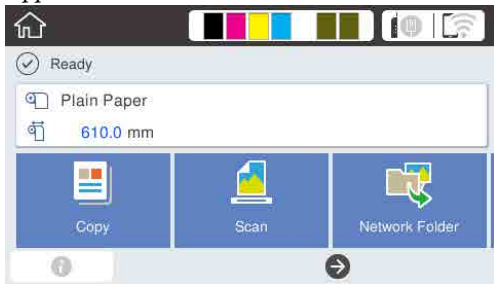 Ready
Plain Paper
610.0 mm
Copy
Scan
Network Folder